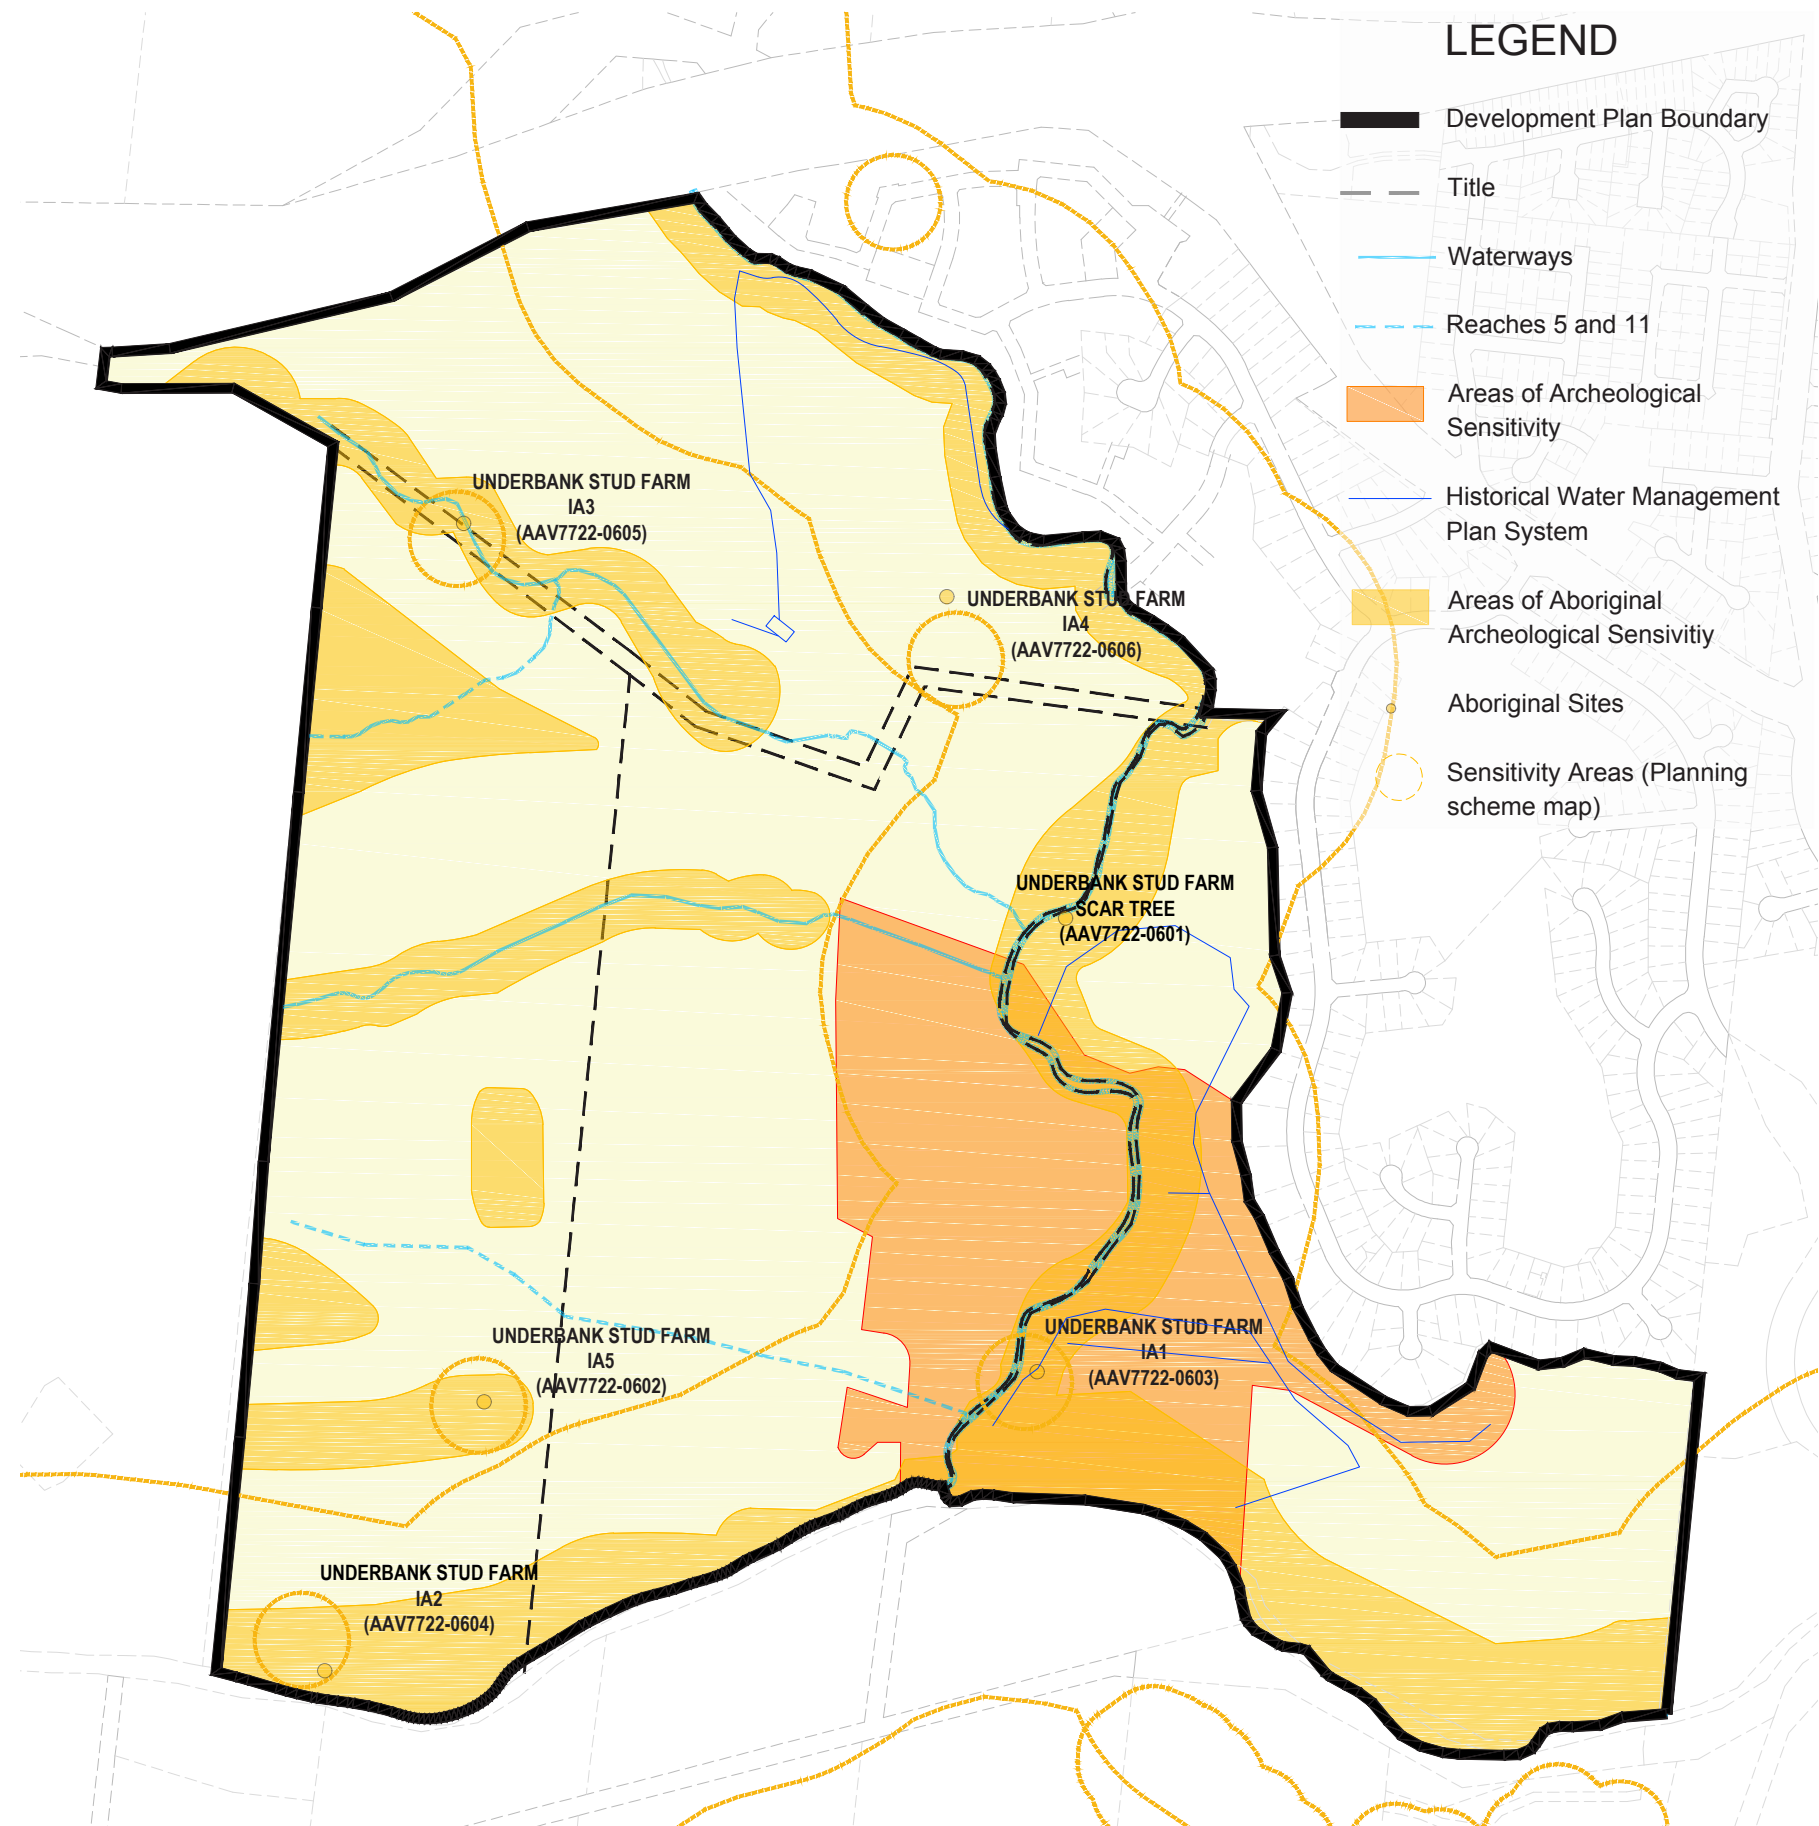 LEGEND
Development Plan Boundary
Title
Waterways
Reaches 5 and 11
Areas of Archeological
Sensitivity
Historical Water Management
Plan System
Areas of Aboriginal
Archeological Sensivitiy
Aboriginal Sites
Sensitivity Areas (Planning
scheme map)
UNDERBANK STUD FARM
IA3
(AAV7722-0605)
UNDERBANK STUD FARM
IA4
(AAV7722-0606)
UNDERBANK STUD FARM
SCAR TREE
(AAV7722-0601)
UNDERBANK STUD FARM
IA5
(AAV7722-0602)
UNDERBANK STUD FARM
IA1
(AAV7722-0603)
UNDERBANK STUD FARM
IA2
(AAV7722-0604)